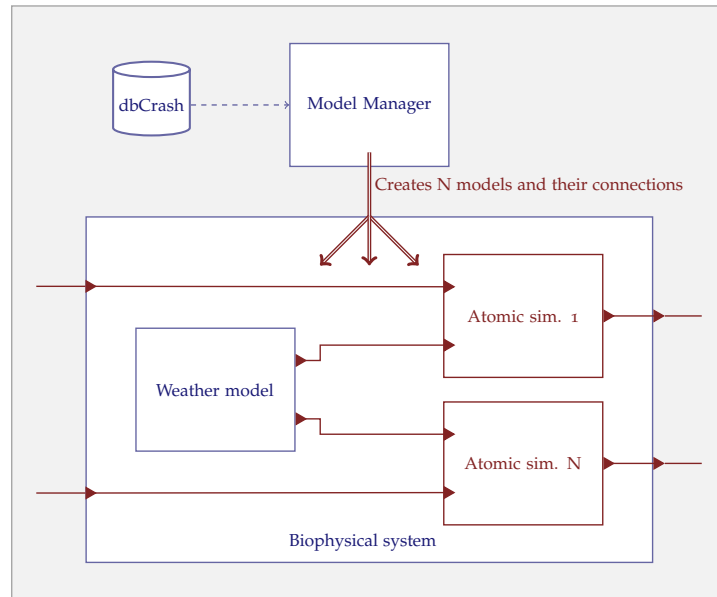 dbCrash
Model Manager
Creates N models and their connections
Atomic sim. 1
Weather model
Atomic sim. N
Biophysical system